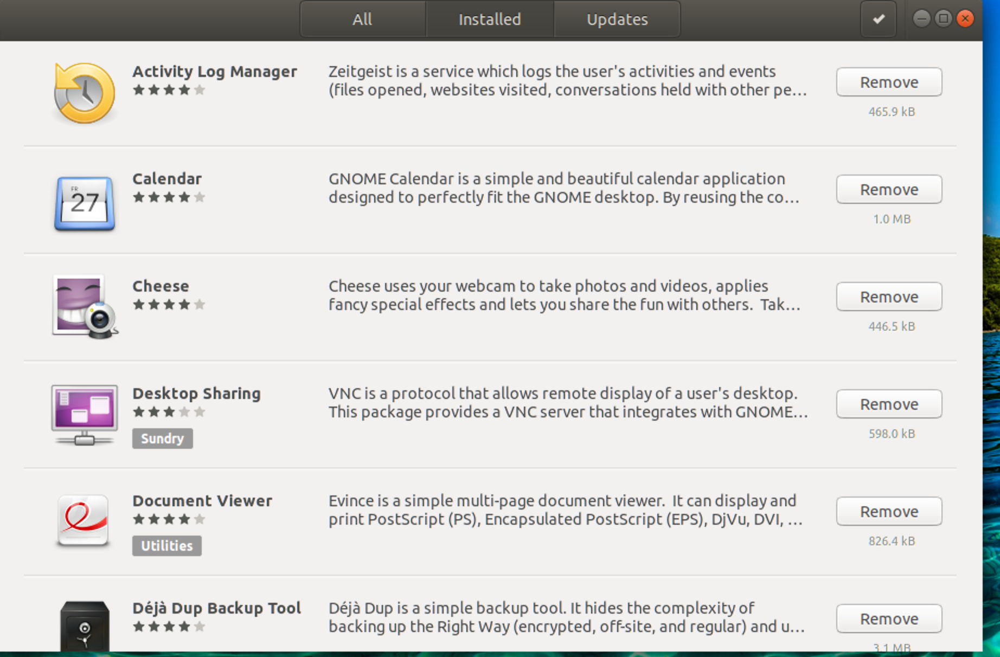 All
Installed
Updates
Activity Log Manager
Zeitgeist is a service which logs the user's activities and events
(files opened, websites visited, conversations held with other pe...
Remove
465.9 kB
FR
27
Calendar
GNOME Calendar is a simple and beautiful calendar application
designed to perfectly fit the GNOME desktop. By reusing the co...
Remove
1.0 MB
Cheese
Cheese uses your webcam to take photos and videos, applies
fancy special effects and lets you share the fun with others.  Tak...
Remove
446.5 kB
Desktop Sharing
Sundry
VNC is a protocol that allows remote display of a user's desktop.
This package provides a VNC server that integrates with GNOME...
Remove
598.0 kB
Document Viewer
Utilities
Evince is a simple multi-page document viewer.  It can display and
print PostScript (PS), Encapsulated PostScript (EPS), DjVu, DVI, ...
Remove
826.4 kB
Déjà Dup Backup Tool
Déjà Dup is a simple backup tool. It hides the complexity of
backing up the Right Way (encrypted, off-site, and regular) and u...
Remove
3.1 MB